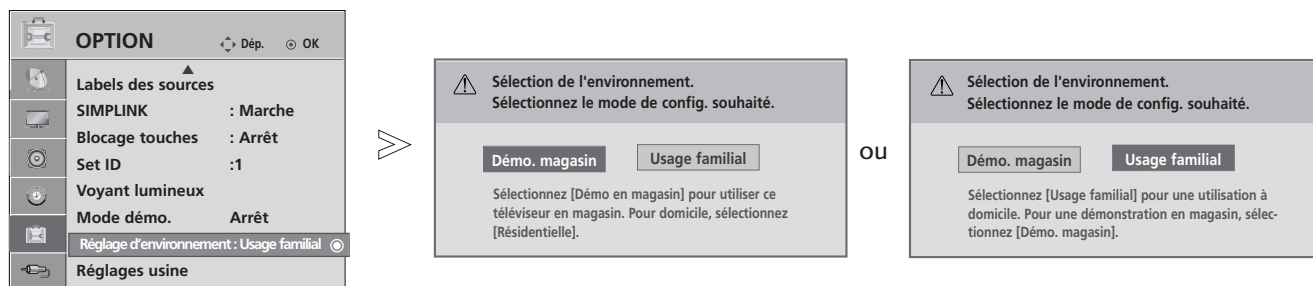 OPTION
Dép. OK
Labels des sources
SIMPLINK : Marche
Blocage touches : Arrêt
Set ID :1
Voyant lumineux
Mode démo. Arrêt
Réglage d'environnement : Usage familial
Réglages usine
Sélection de l'environnement.
Sélectionnez le mode de config. souhaité.
Démo. magasin Usage familial
Sélectionnez [Démo en magasin] pour utiliser ce
téléviseur en magasin. Pour domicile, sélectionnez
[Résidentielle].
ou
Sélection de l'environnement.
Sélectionnez le mode de config. souhaité.
Démo. magasin Usage familial
Sélectionnez [Usage familial] pour une utilisation à
domicile. Pour une démonstration en magasin, sélec-
tionnez [Démo. magasin].